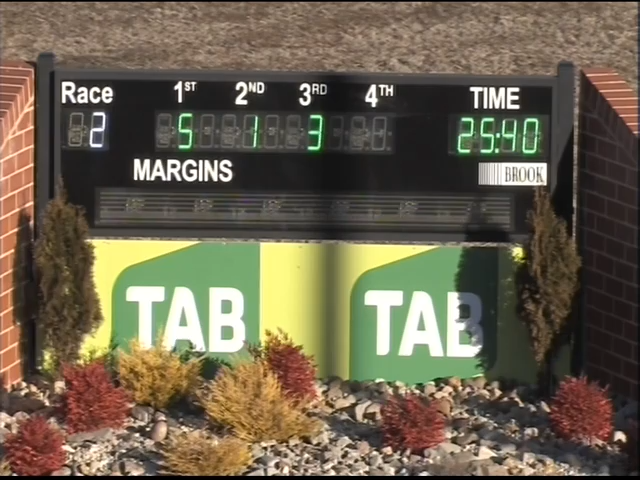 Race 1ST 2ND 3RD 4TH TIME
2 5 1 3 25:40
MARGINS BROOK
TAB TAB